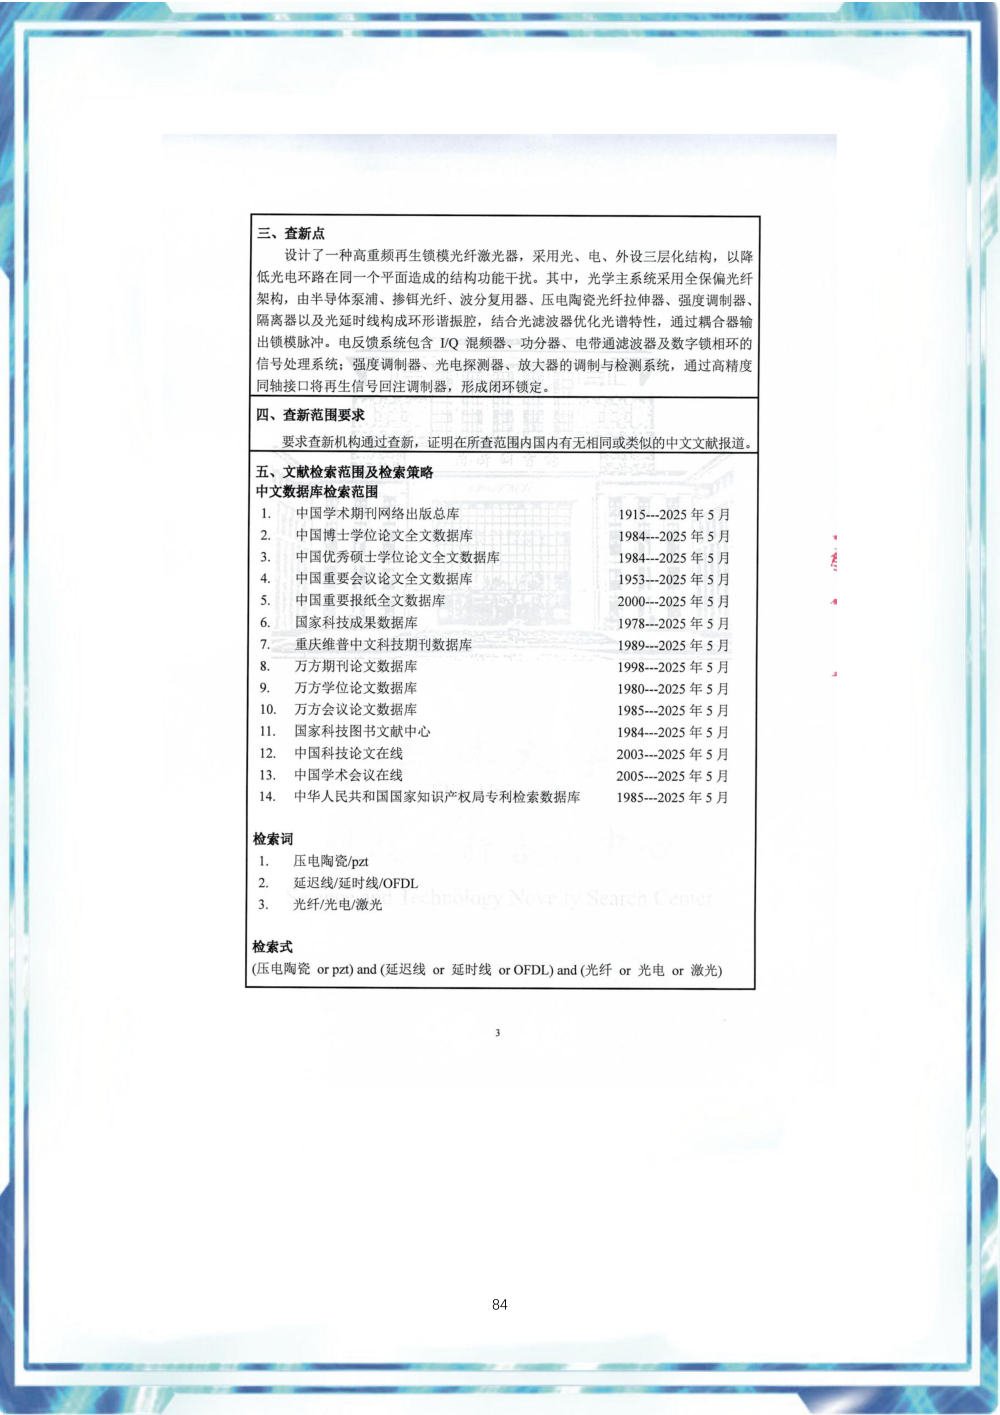 三、查新点
设计了一种高重频再生锁模光纤激光器，采用光、电、外设三层化结构，以降
低光电环路在同一个平面造成的结构功能干扰。其中，光学主系统采用全保偏光纤
架构，由半导体泵浦、掺铒光纤、波分复用器、压电陶瓷光纤拉伸器、强度调制器、
隔离器以及光延时线构成环形谐振腔，结合光滤波器优化光谱特性，通过耦合器输
出锁模脉冲。电反馈系统包含 I/Q 混频器、功分器、电带通滤波器及数字锁相环的
信号处理系统；强度调制器、光电探测器、放大器的调制与检测系统，通过高精度
同轴接口将再生信号回注调制器，形成闭环锁定。
四、查新范围要求
要求查新机构通过查新，证明在所查范围内国内有无相同或类似的中文文献报道。
五、文献检索范围及检索策略
中文数据库检索范围
1. 中国学术期刊网络出版总库 1915---2025 年 5 月
2. 中国博士学位论文全文数据库 1984---2025 年 5 月
3. 中国优秀硕士学位论文全文数据库 1984---2025 年 5 月
4. 中国重要会议论文全文数据库 1953---2025 年 5 月
5. 中国重要报纸全文数据库 2000---2025 年 5 月
6. 国家科技成果数据库 1978---2025 年 5 月
7. 重庆维普中文科技期刊数据库 1989---2025 年 5 月
8. 万方期刊论文数据库 1998---2025 年 5 月
9. 万方学位论文数据库 1980---2025 年 5 月
10. 万方会议论文数据库 1985---2025 年 5 月
11. 国家科技图书文献中心 1984---2025 年 5 月
12. 中国科技论文在线 2003---2025 年 5 月
13. 中国学术会议在线 2005---2025 年 5 月
14. 中华人民共和国国家知识产权局专利检索数据库 1985---2025 年 5 月
检索词
1. 压电陶瓷/pzt
2. 延迟线/延时线/OFDL
3. 光纤/光电/激光
Technology Novelty Search Center
检索式
(压电陶瓷 or pzt) and (延迟线 or 延时线 or OFDL) and (光纤 or 光电 or 激光)
3
84